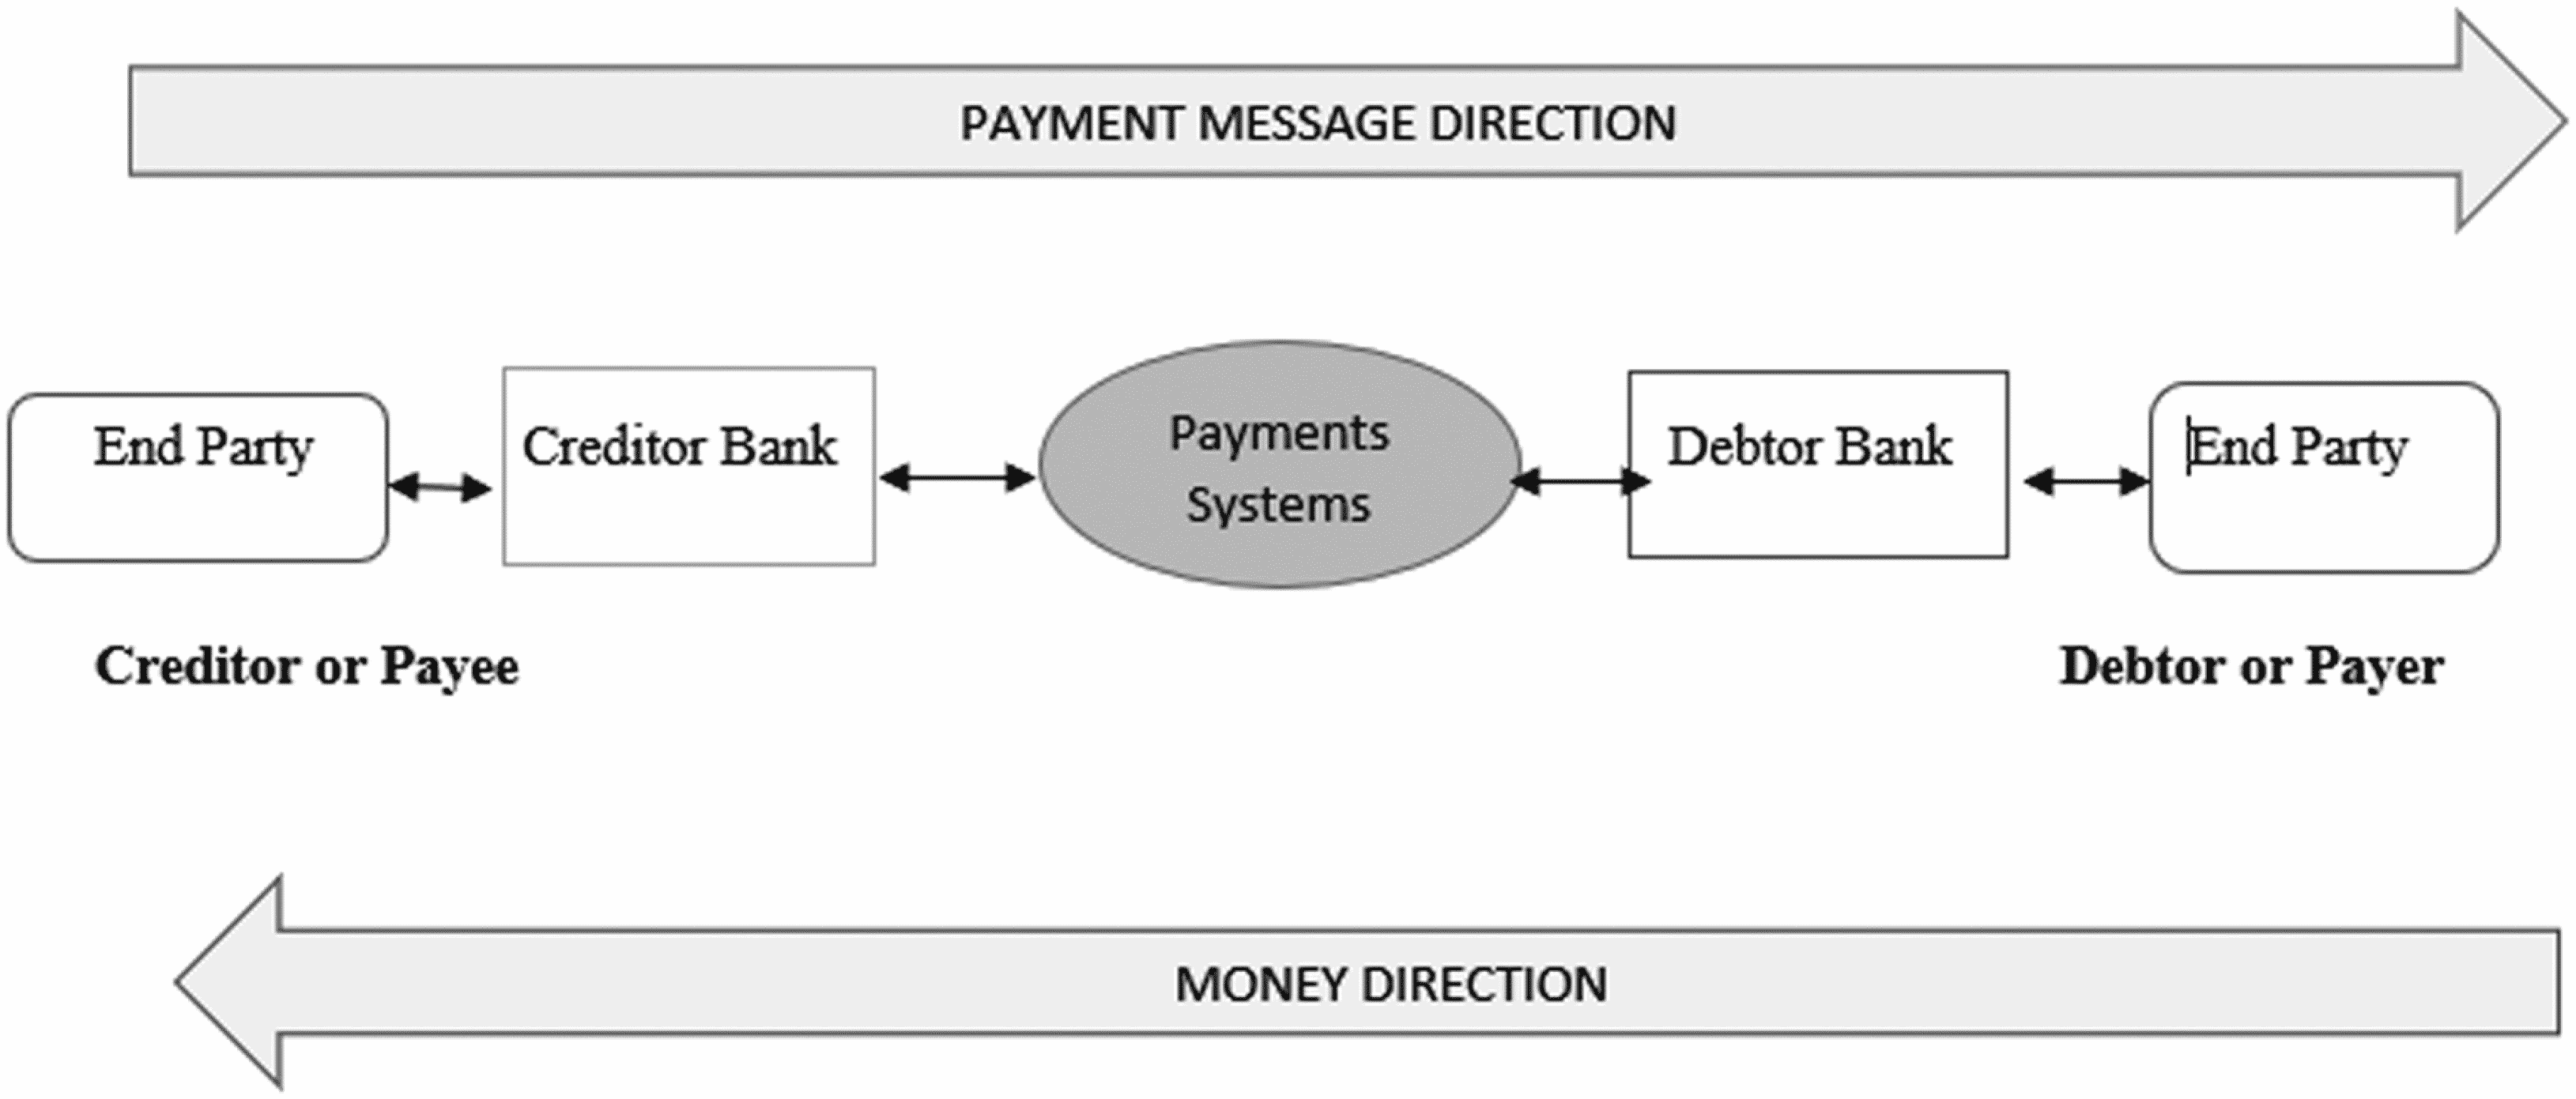 PAYMENT MESSAGE DIRECTION
End Party
Creditor Bank
Payments
Systems
Debtor Bank
End Party
Creditor or Payee
Debtor or Payer
MONEY DIRECTION